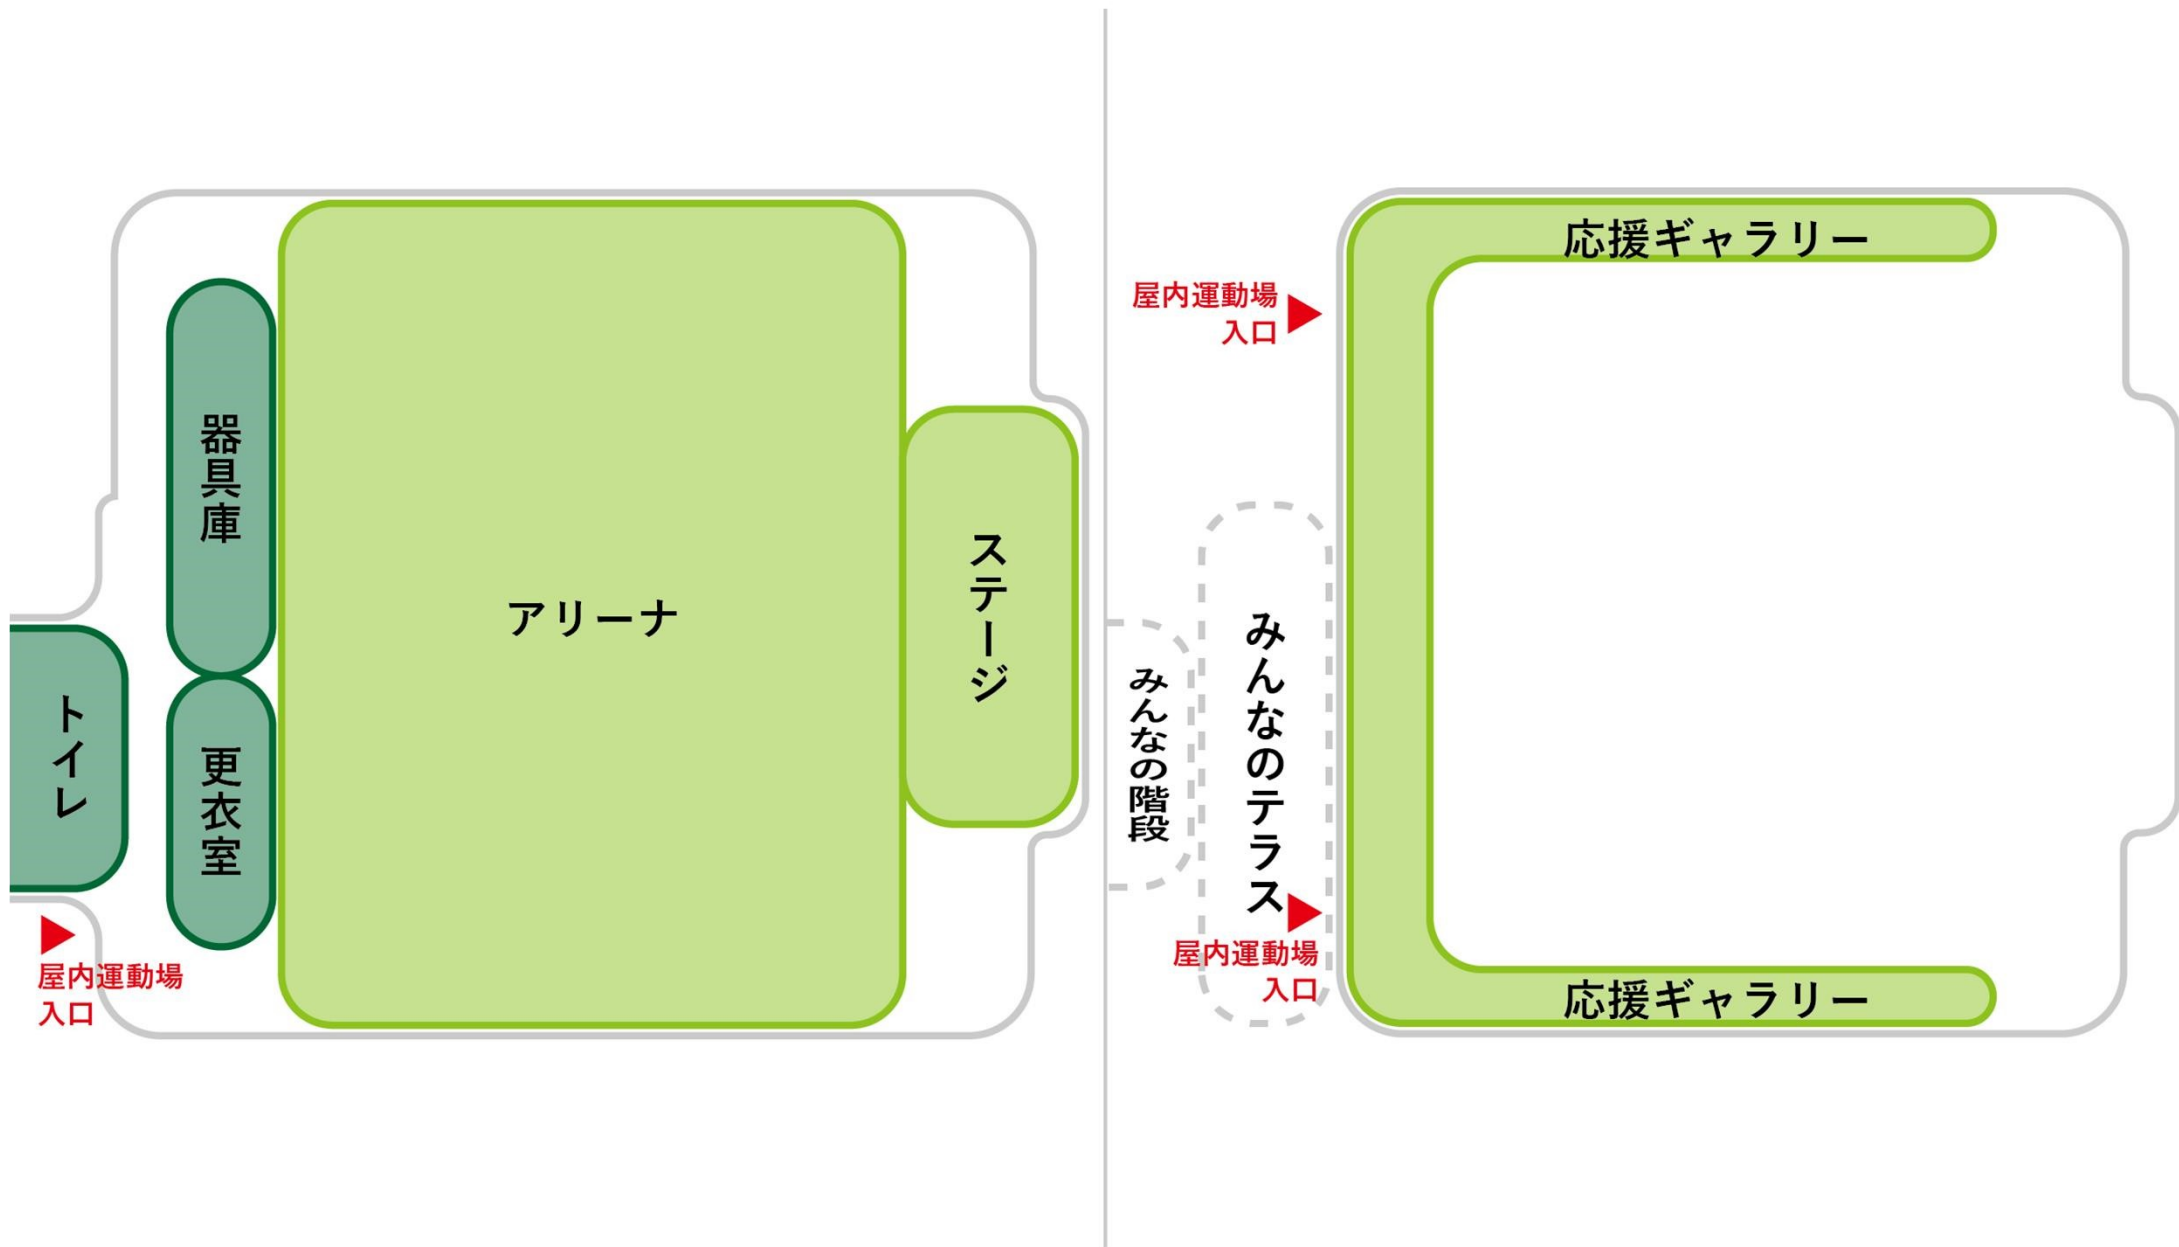 器具庫
アリーナ
ステージ
トイレ
更衣室
屋内運動場
入口
応援ギャラリー
屋内運動場
入口
みんなの階段
みんなのテラス
屋内運動場
入口
応援ギャラリー